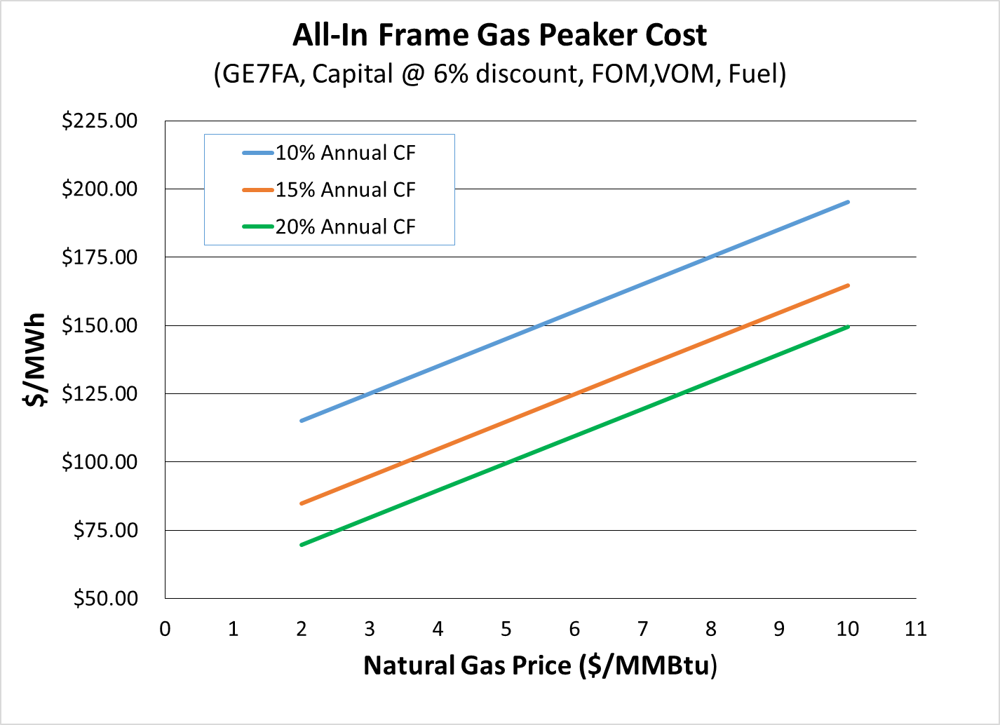 All-In Frame Gas Peaker Cost
(GE7FA, Capital @ 6% discount, FOM,VOM, Fuel)
$225.00
$200.00
$175.00
$150.00
$125.00
$100.00
$75.00
$50.00
$/MWh
10% Annual CF
15% Annual CF
20% Annual CF
0 1 2 3 4 5 6 7 8 9 10 11
Natural Gas Price ($/MMBtu)